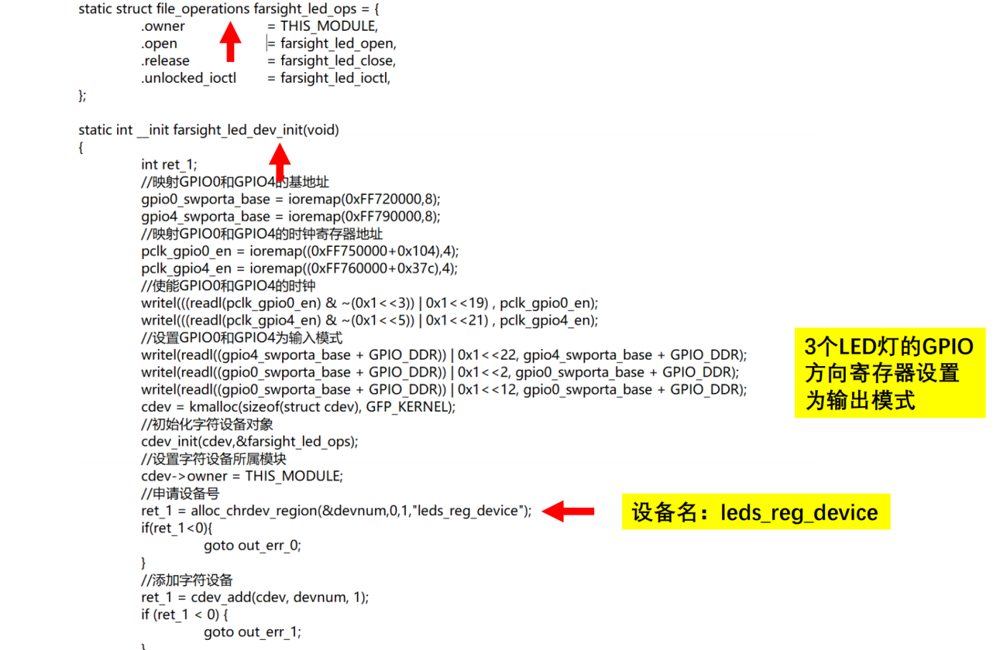 static struct file_operations farsight_led_ops = {
.owner = THIS_MODULE,
.open = farsight_led_open,
.release = farsight_led_close,
.unlocked_ioctl = farsight_led_ioctl,
};
static int __init farsight_led_dev_init(void)
{
int ret_1;
//映射GPIO0和GPIO4的基地址
gpio0_swporta_base = ioremap(0xFF720000,8);
gpio4_swporta_base = ioremap(0xFF790000,8);
//映射GPIO0和GPIO4的时钟寄存器地址
pclk_gpio0_en = ioremap((0xFF750000+0x104),4);
pclk_gpio4_en = ioremap((0xFF760000+0x37c),4);
//使能GPIO0和GPIO4的时钟
writel(((readl(pclk_gpio0_en) & ~(0x1<<3)) | 0x1<<19) , pclk_gpio0_en);
writel(((readl(pclk_gpio4_en) & ~(0x1<<5)) | 0x1<<21) , pclk_gpio4_en);
//设置GPIO0和GPIO4为输入模式
writel(readl((gpio4_swporta_base + GPIO_DDR)) | 0x1<<22, gpio4_swporta_base + GPIO_DDR);
writel(readl((gpio0_swporta_base + GPIO_DDR)) | 0x1<<2, gpio0_swporta_base + GPIO_DDR);
writel(readl((gpio0_swporta_base + GPIO_DDR)) | 0x1<<12, gpio0_swporta_base + GPIO_DDR);
3个LED灯的GPIO
方向寄存器设置
为输出模式
cdev = kmalloc(sizeof(struct cdev), GFP_KERNEL);
//初始化字符设备对象
cdev_init(cdev,&farsight_led_ops);
//设置字符设备所属模块
cdev->owner = THIS_MODULE;
//申请设备号
ret_1 = alloc_chrdev_region(&devnum,0,1,"leds_reg_device");
设备名：leds_reg_device
if(ret_1<0){
goto out_err_0;
}
//添加字符设备
ret_1 = cdev_add(cdev, devnum, 1);
if (ret_1 < 0) {
goto out_err_1;
}